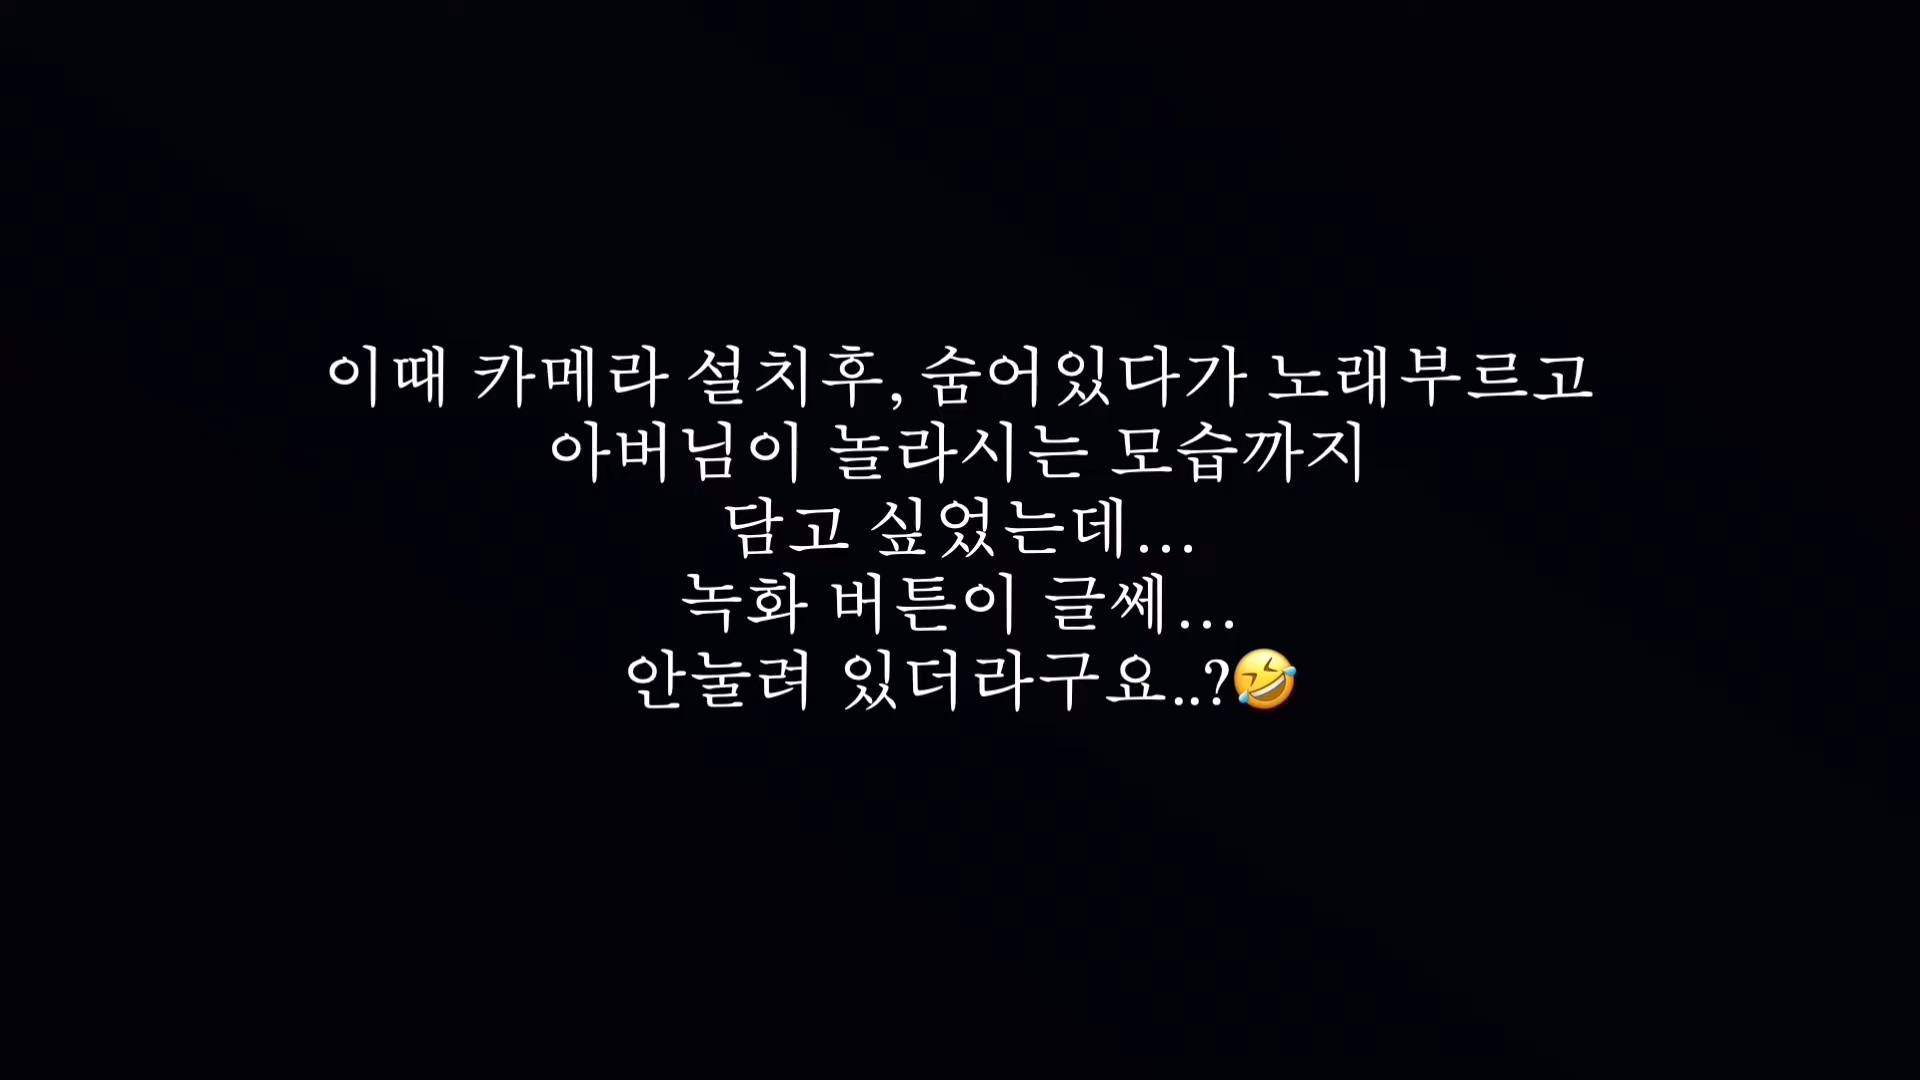 이때 카메라 설치후, 숨어있다가 노래부르고
아버님이 놀라시는 모습까지
담고 싶었는데...
녹화 버튼이 글쎄...
안눌려 있더라구요..?🤣